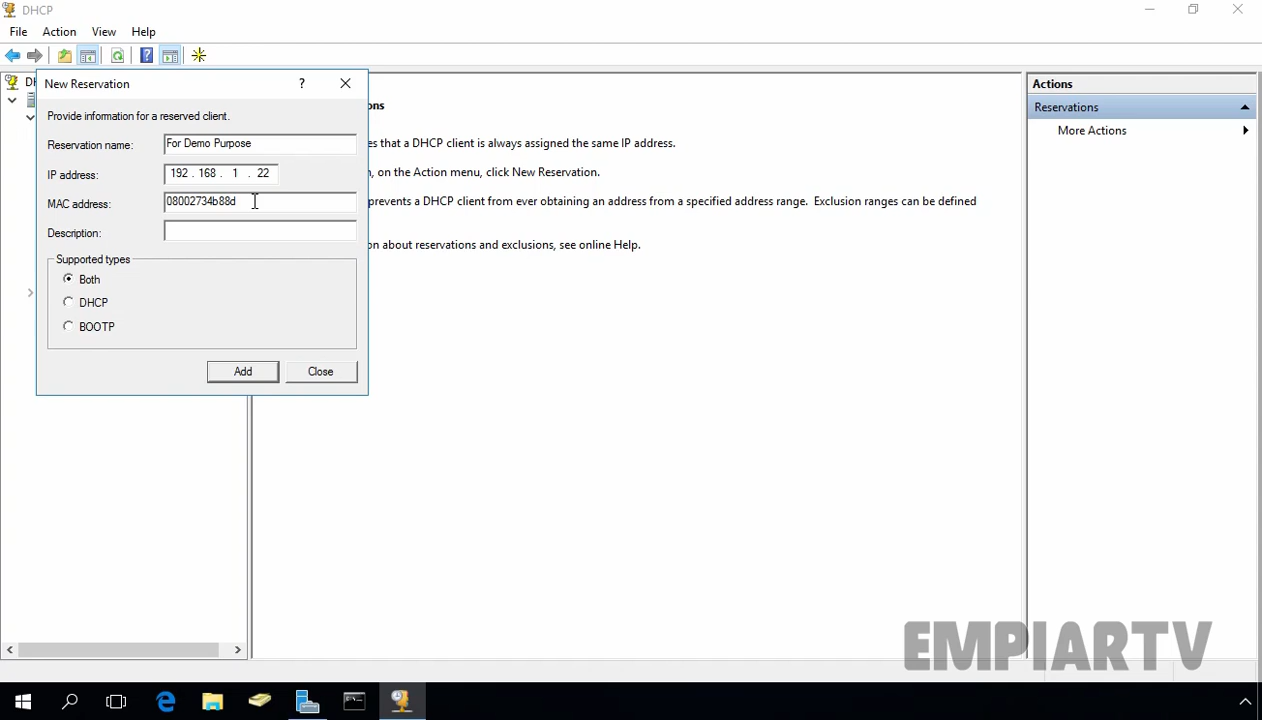 DHCP
File Action View Help
New Reservation ?
Provide information for a reserved client.
Reservation name: For Demo Purpose
IP address: 192 . 168 . 1 . 22
MAC address: 08002734b88d
Description:
Supported types
Both
DHCP
BOOTP
Add Close
DH
ons
es that a DHCP client is always assigned the same IP address.
n, on the Action menu, click New Reservation.
prevents a DHCP client from ever obtaining an address from a specified address range. Exclusion ranges can be defined
on about reservations and exclusions, see online Help.
Actions
Reservations
More Actions
EMPIARTV